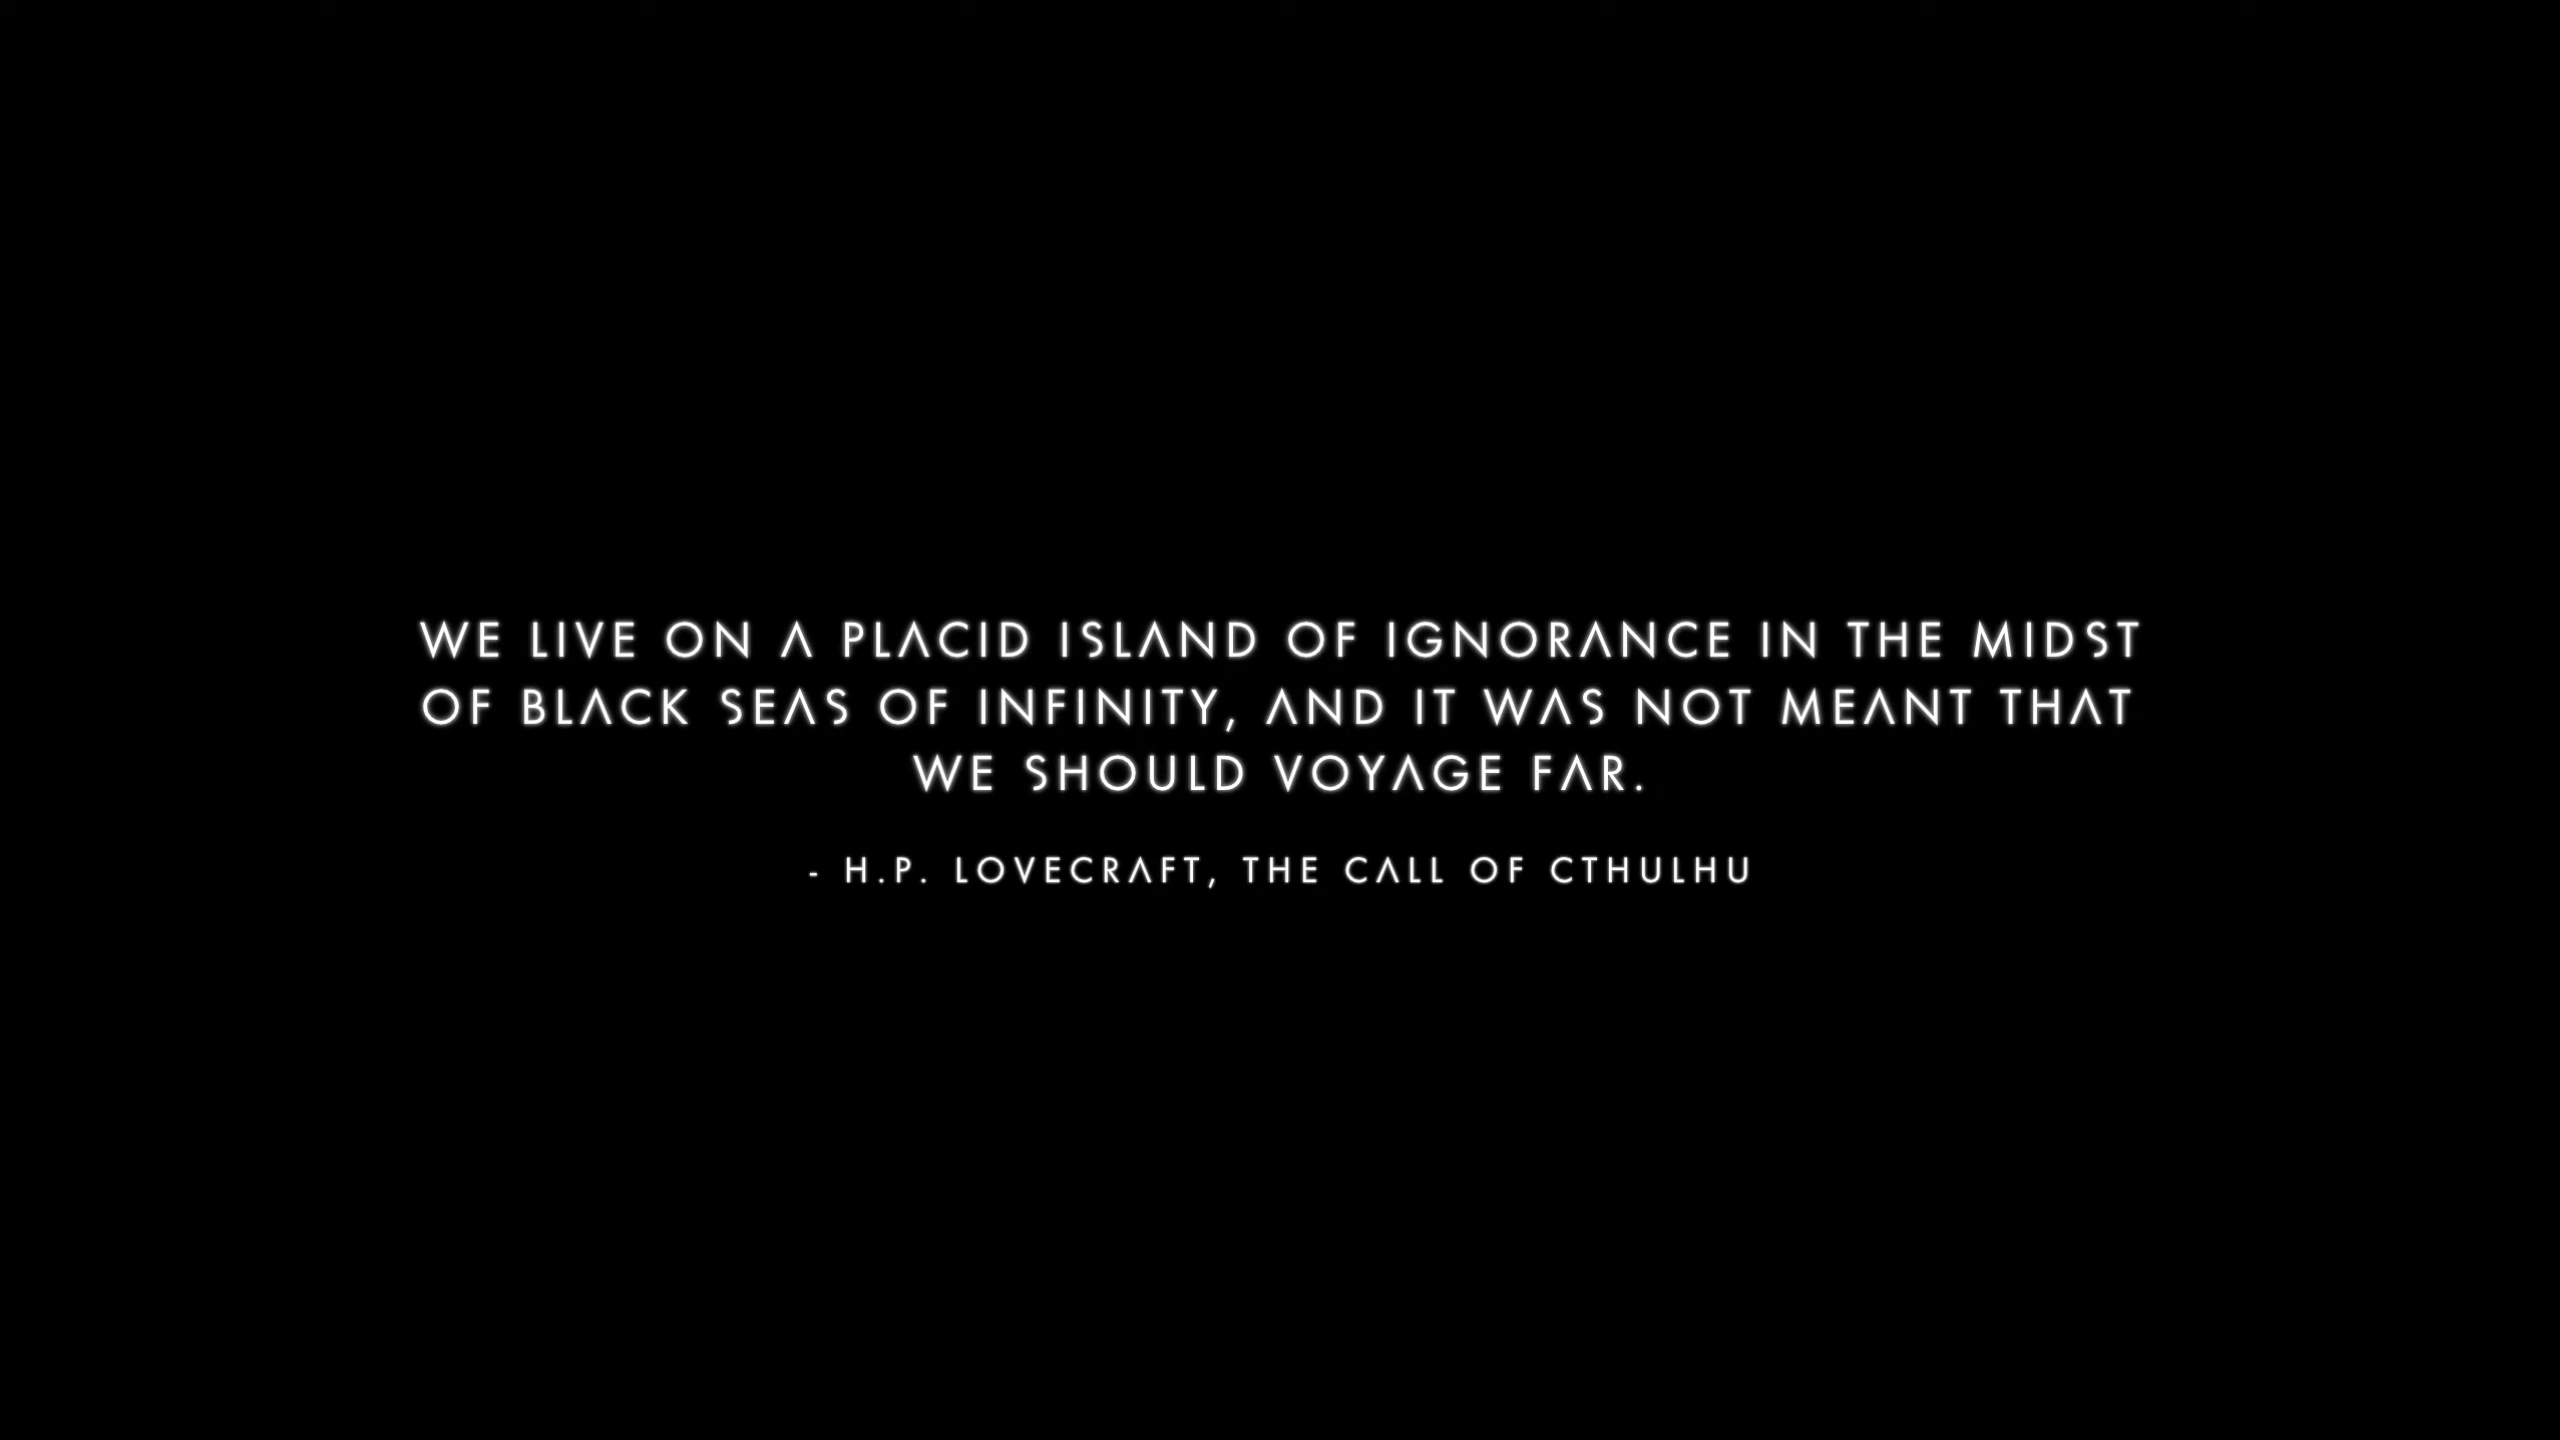 WE LIVE ON A PLACID ISLAND OF IGNORANCE IN THE MIDST
OF BLACK SEAS OF INFINITY, AND IT WAS NOT MEANT THAT
WE SHOULD VOYAGE FAR.
- H.P. LOVECRAFT, THE CALL OF CTHULHU